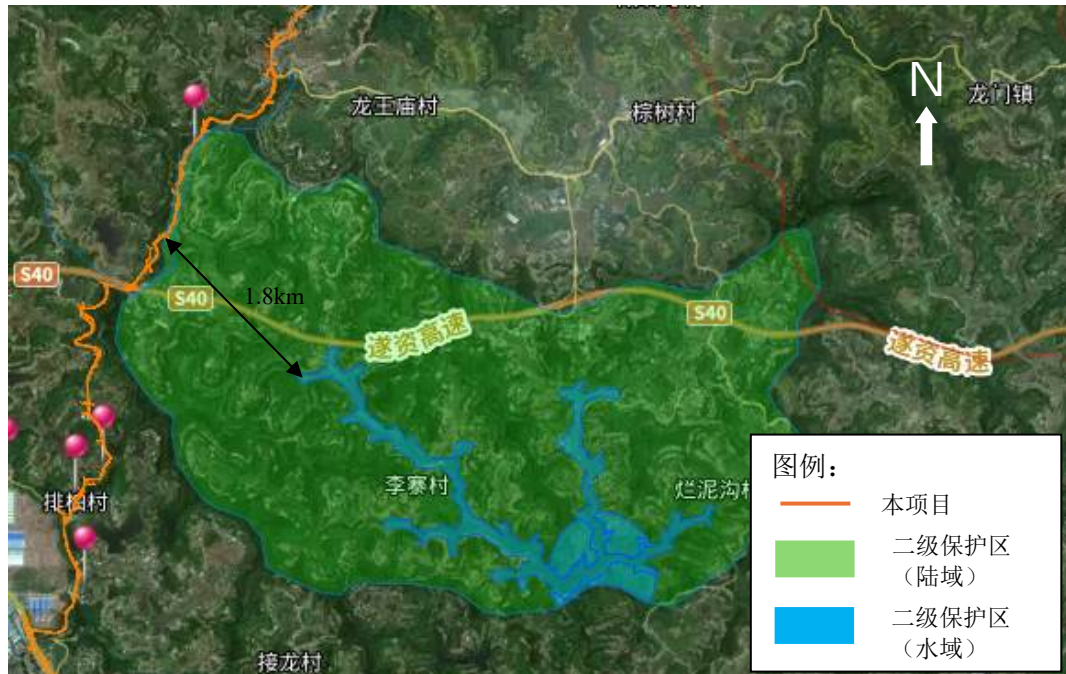 N
龙门镇
龙王庙村
棕树村
S40
S40
1.8km
S40
遂资高速
遂资高速
李寨村
烂泥沟村
排柏村
接龙村
图例：
本项目
二级保护区
（陆域）
二级保护区
（水域）